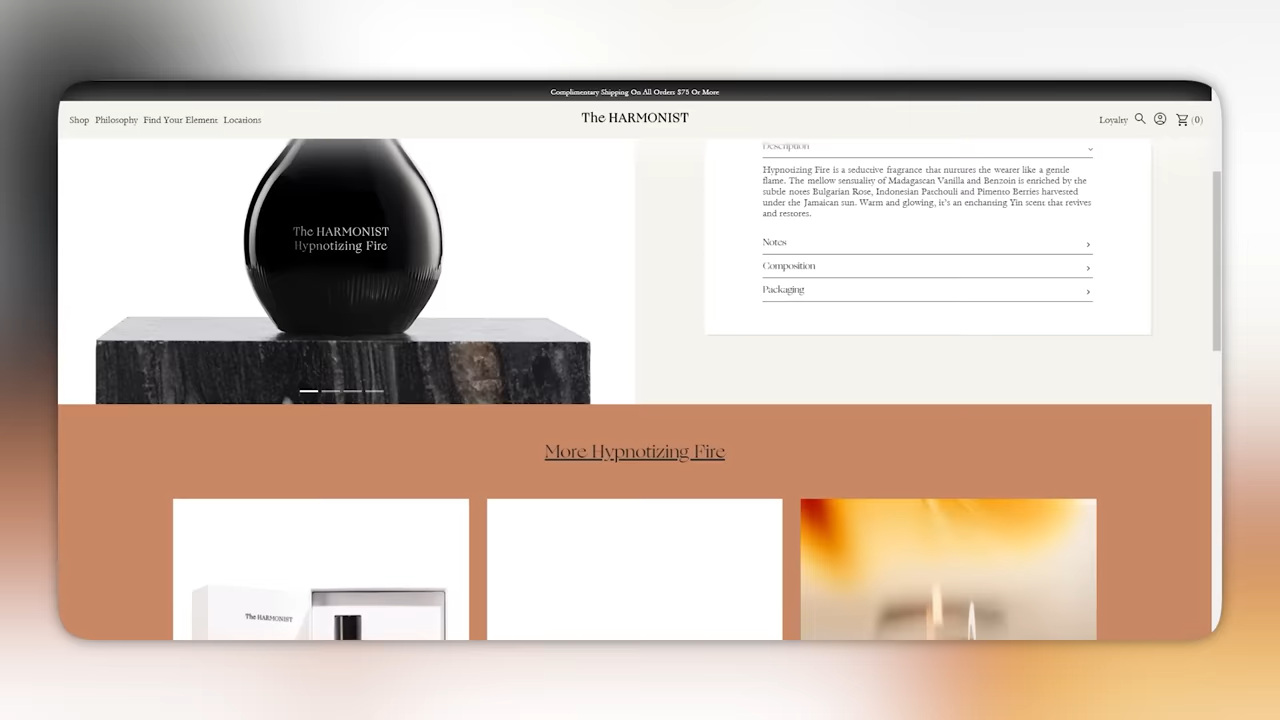 Complimentary Shipping On All Orders $75 Or More
Shop Philosophy Find Your Element Locations
The HARMONIST
Loyalty (0)
The HARMONIST
Hypnotizing Fire
Description
Hypnotizing Fire is a seductive fragrance that nurtures the wearer like a gentle
flame. The mellow sensuality of Madagascan Vanilla and Benzoin is enriched by the
subtle notes Bulgarian Rose, Indonesian Patchouli and Pimento Berries harvested
under the Jamaican sun. Warm and glowing, it's an enchanting Yin scent that revives
and restores.
Notes
Composition
Packaging
More Hypnotizing Fire
The HARMONIST